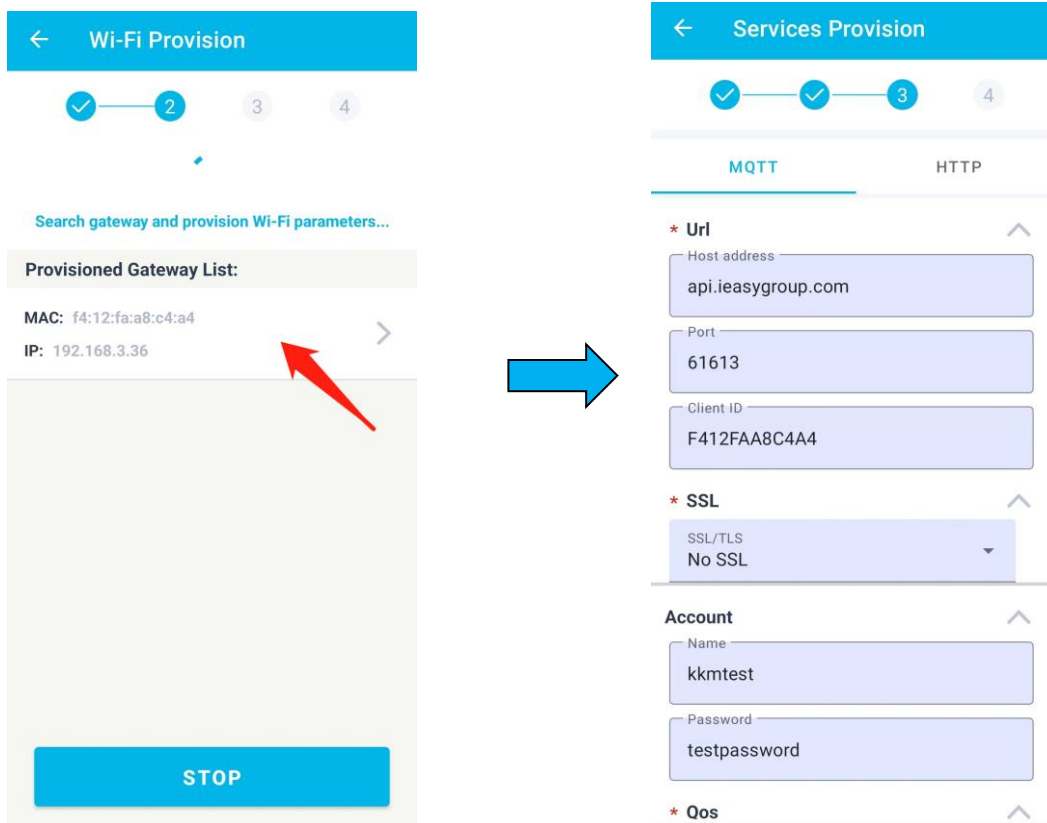 Wi-Fi Provision
2 3 4
Search gateway and provision Wi-Fi parameters...
Provisioned Gateway List:
MAC: f4:12:fa:a8:c4:a4
IP: 192.168.3.36
STOP
Services Provision
3 4
MQTT HTTP
* Url
Host address
api.ieasygroup.com
Port
61613
Client ID
F412FAA8C4A4
* SSL
SSL/TLS
No SSL
Account
Name
kkmtest
Password
testpassword
* Qos